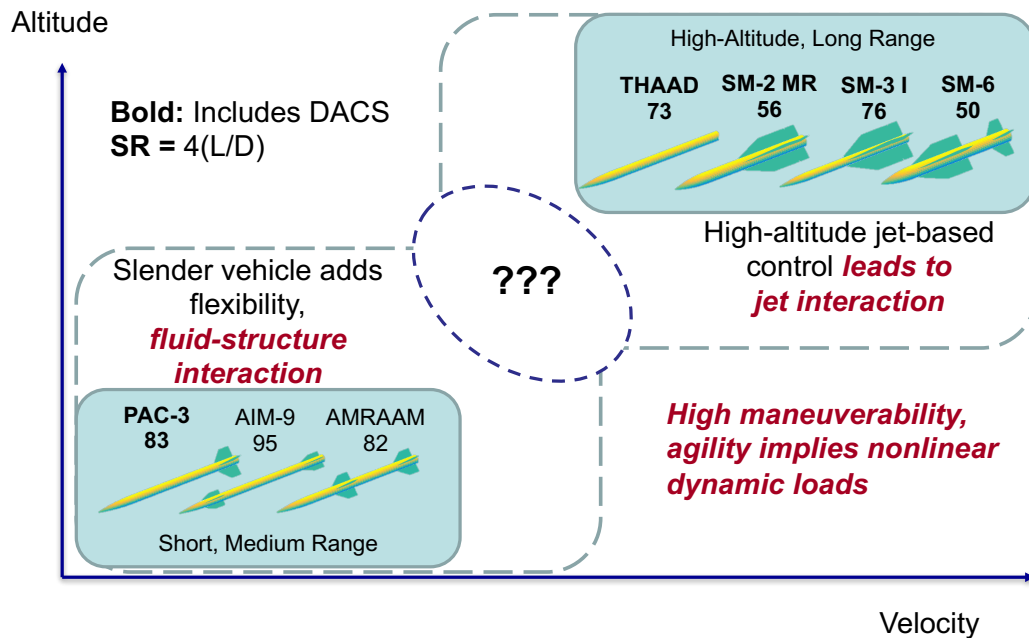 Altitude
Bold: Includes DACS
SR = 4(L/D)
High-Altitude, Long Range
THAAD SM-2 MR SM-3 I SM-6
73 56 76 50
High-altitude jet-based
control leads to
jet interaction
???
Slender vehicle adds
flexibility,
fluid-structure
interaction
PAC-3 AIM-9 AMRAAM
83 95 82
Short, Medium Range
High maneuverability,
agility implies nonlinear
dynamic loads
Velocity